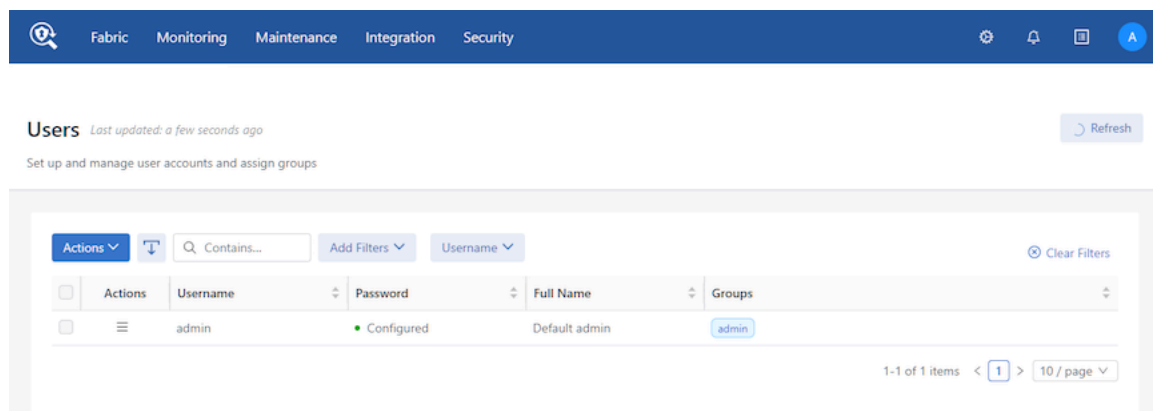 Fabric Monitoring Maintenance Integration Security A
Users Last updated: a few seconds ago Refresh
Set up and manage user accounts and assign groups
Actions Contains... Add Filters Username Clear Filters
Actions Username Password Full Name Groups
admin Configured Default admin admin
1-1 of 1 items < 1 > 10 / page